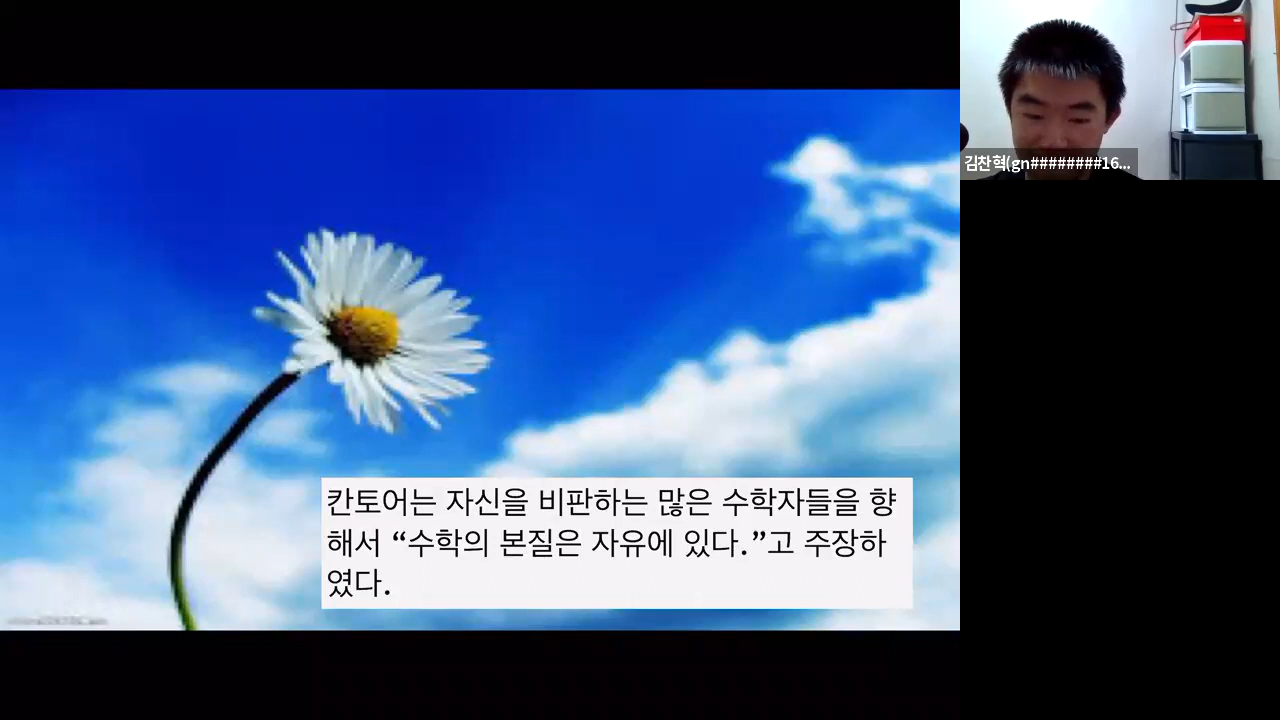 김찬혁(gn########16...
칸토어는 자신을 비판하는 많은 수학자들을 향
해서 “수학의 본질은 자유에 있다.”고 주장하
였다.